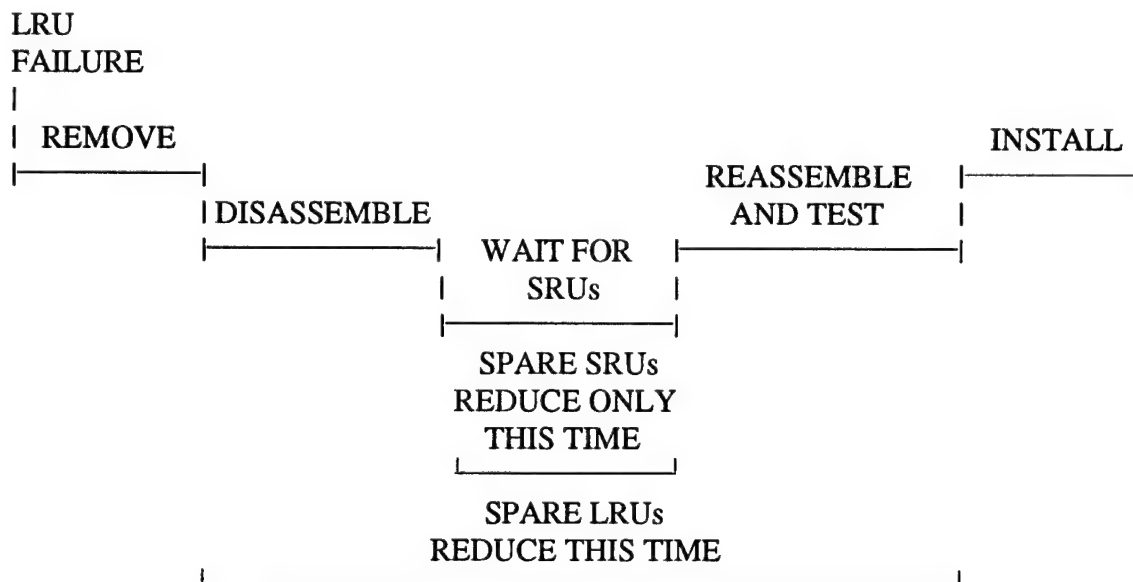 LRU
FAILURE
REMOVE
INSTALL
REASSEMBLE
AND TEST
DISASSEMBLE
WAIT FOR
SRUs
SPARE SRUs
REDUCE ONLY
THIS TIME
SPARE LRUs
REDUCE THIS TIME